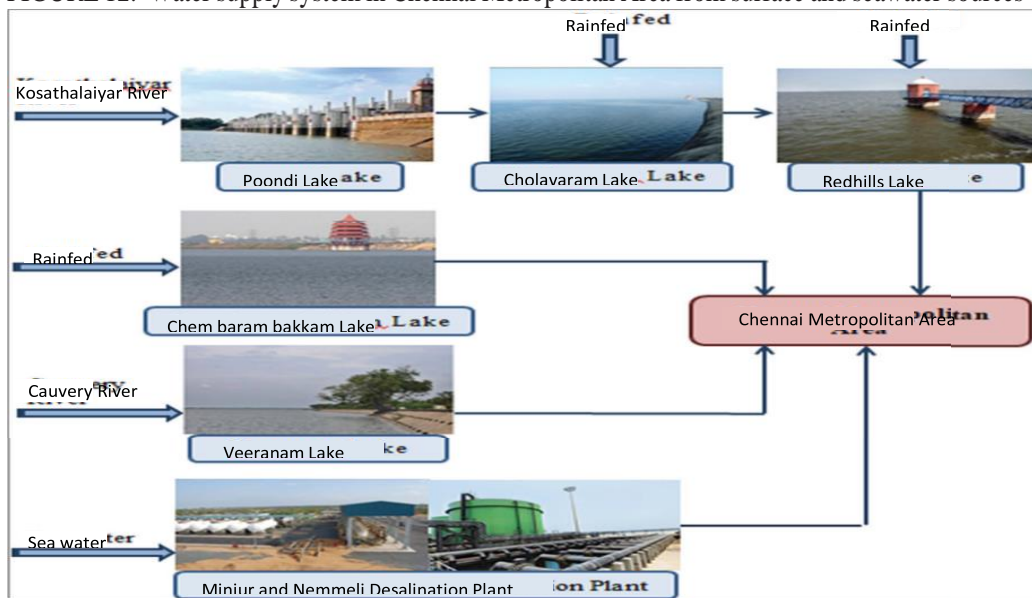 Rainfed
Rainfed
Kosathalaiyar River
Poondi Lake
Cholavaram Lake
Redhills Lake
Rainfed
Chem baram bakkam Lake
Chennai Metropolitan Area
Cauvery River
Veeranam Lake
Sea water
Minjur and Nemmeli Desalination Plant